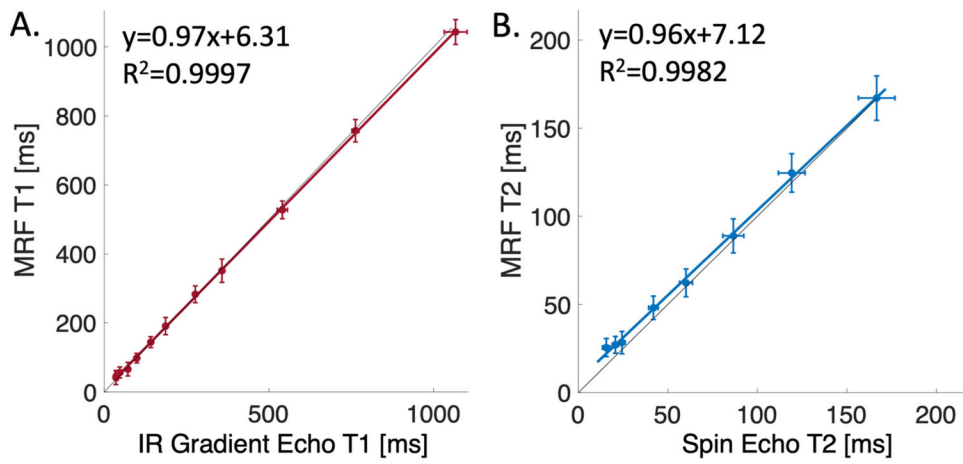 A.
y=0.97x+6.31
R²=0.9997
MRF T1 [ms]
1000
800
600
400
200
0
0 500 1000
IR Gradient Echo T1 [ms]
B.
y=0.96x+7.12
R²=0.9982
MRF T2 [ms]
200
150
100
50
0
0 50 100 150 200
Spin Echo T2 [ms]